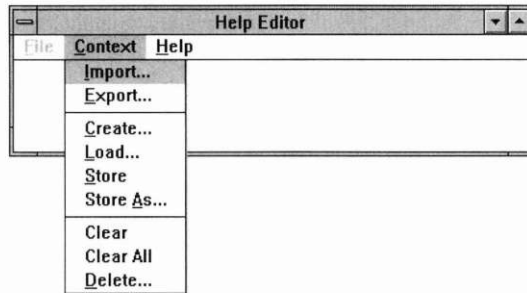 Help Editor
File Context Help
Import...
Export...
Create...
Load...
Store
Store As...
Clear
Clear All
Delete...